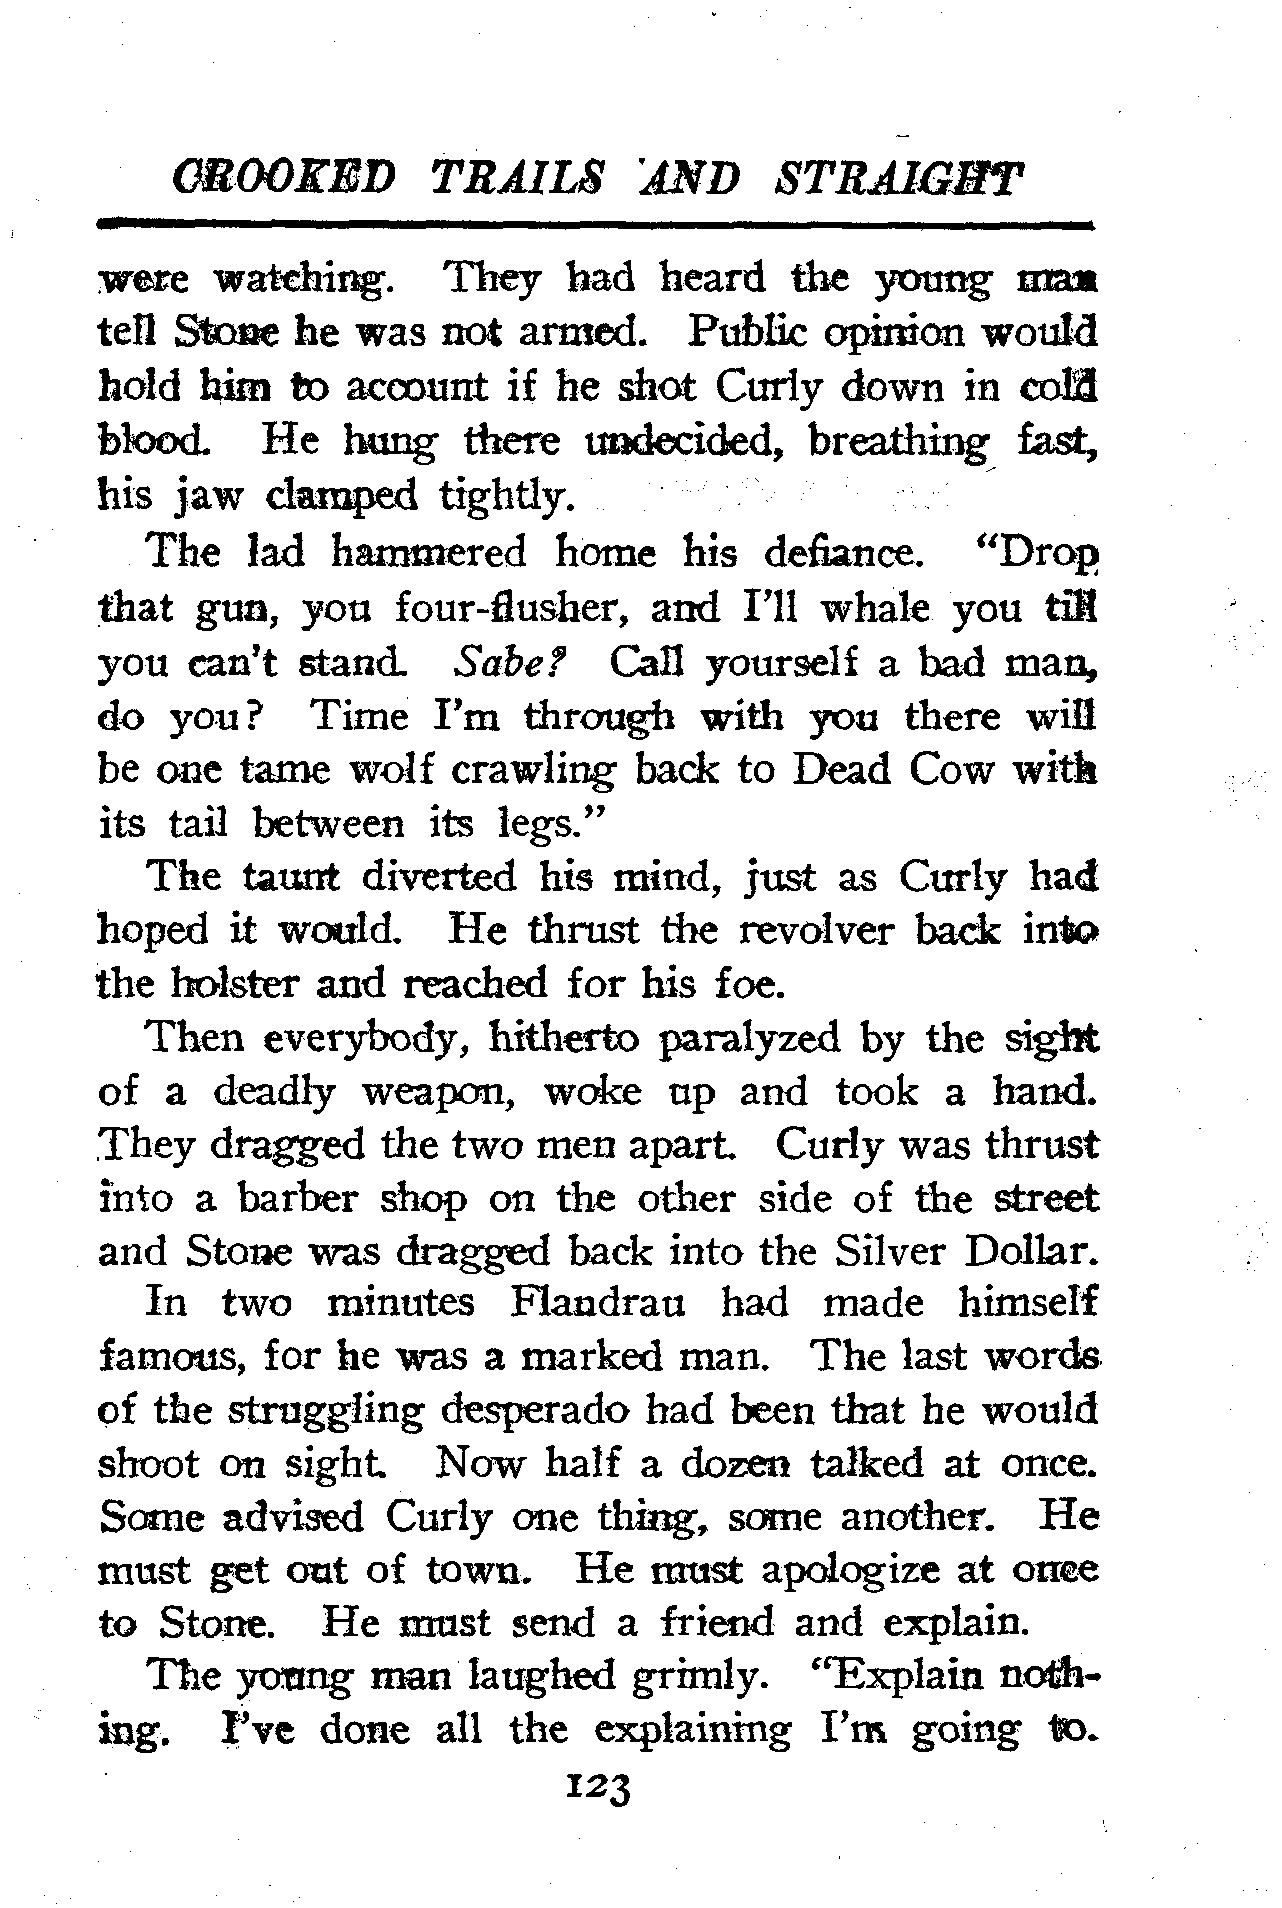 CROOKED TRAILS AND STRAIGHT
were watching. They had heard the young man
tell Stone he was not armed. Public opinion would
hold him to account if he shot Curly down in cold
blood. He hung there undecided, breathing fast,
his jaw clamped tightly.
The lad hammered home his defiance. “Drop
that gun, you four-flusher, and I’ll whale you till
you can’t stand. Sabe? Call yourself a bad man,
do you? Time I’m through with you there will
be one tame wolf crawling back to Dead Cow with
its tail between its legs.”
The taunt diverted his mind, just as Curly had
hoped it would. He thrust the revolver back into
the holster and reached for his foe.
Then everybody, hitherto paralyzed by the sight
of a deadly weapon, woke up and took a hand.
They dragged the two men apart. Curly was thrust
into a barber shop on the other side of the street
and Stone was dragged back into the Silver Dollar.
In two minutes Flandrau had made himself
famous, for he was a marked man. The last words
of the struggling desperado had been that he would
shoot on sight. Now half a dozen talked at once.
Some advised Curly one thing, some another. He
must get out of town. He must apologize at once
to Stone. He must send a friend and explain.
The young man laughed grimly. “Explain noth-
ing. I’ve done all the explaining I’m going to.
123